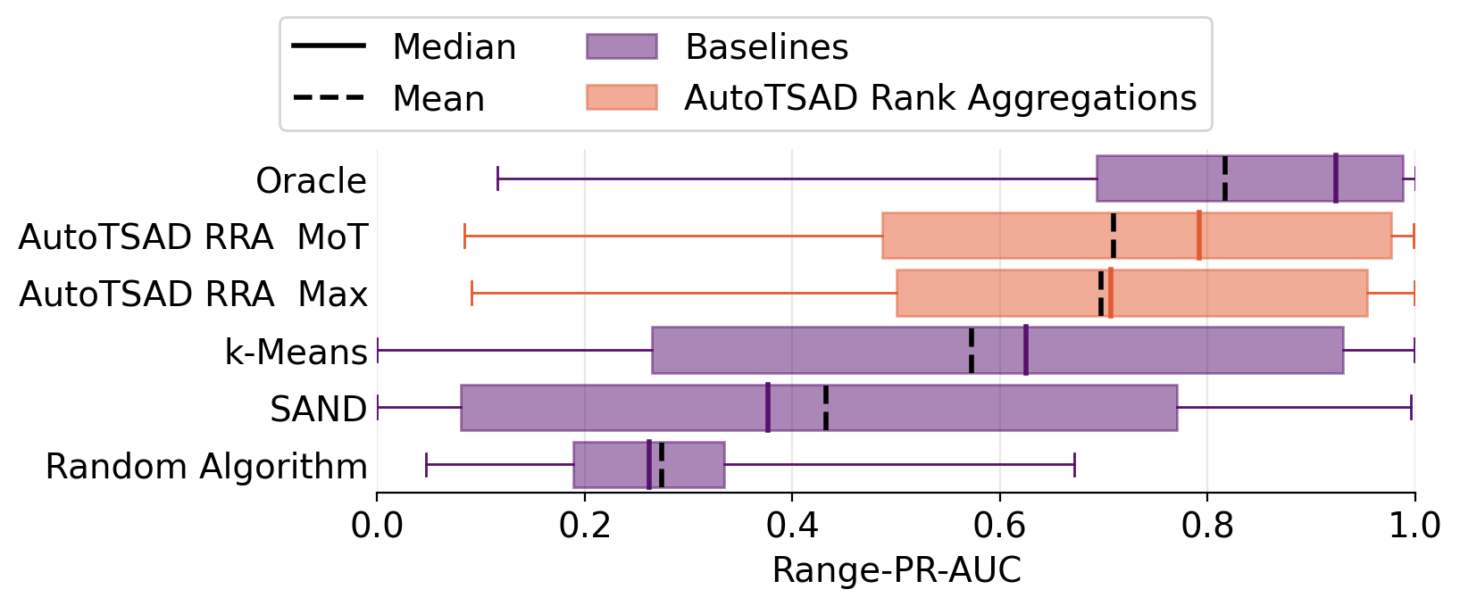 Median
Mean
Baselines
AutoTSAD Rank Aggregations
Oracle
AutoTSAD RRA  MoT
AutoTSAD RRA  Max
k-Means
SAND
Random Algorithm
0.0 0.2 0.4 0.6 0.8 1.0
Range-PR-AUC